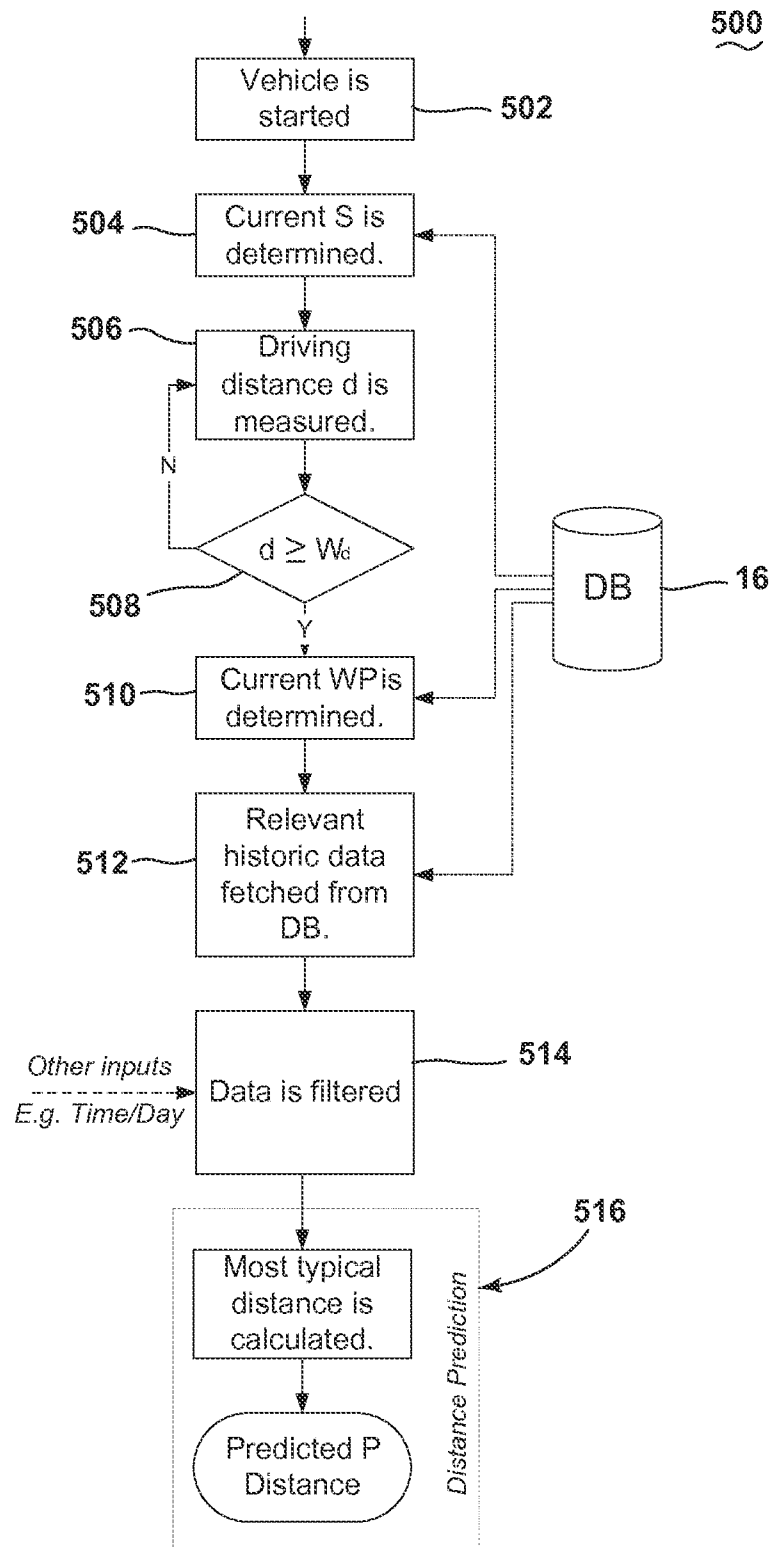 500
Vehicle is
started
502
504
Current S is
determined.
506
Driving
distance d is
measured.
N
d ≥ Wd
508
Y
DB
16
510
Current WP is
determined.
512
Relevant
historic data
fetched from
DB.
Other inputs
E.g. Time/Day
Data is filtered
514
516
Most typical
distance is
calculated.
Predicted P
Distance
Distance Prediction